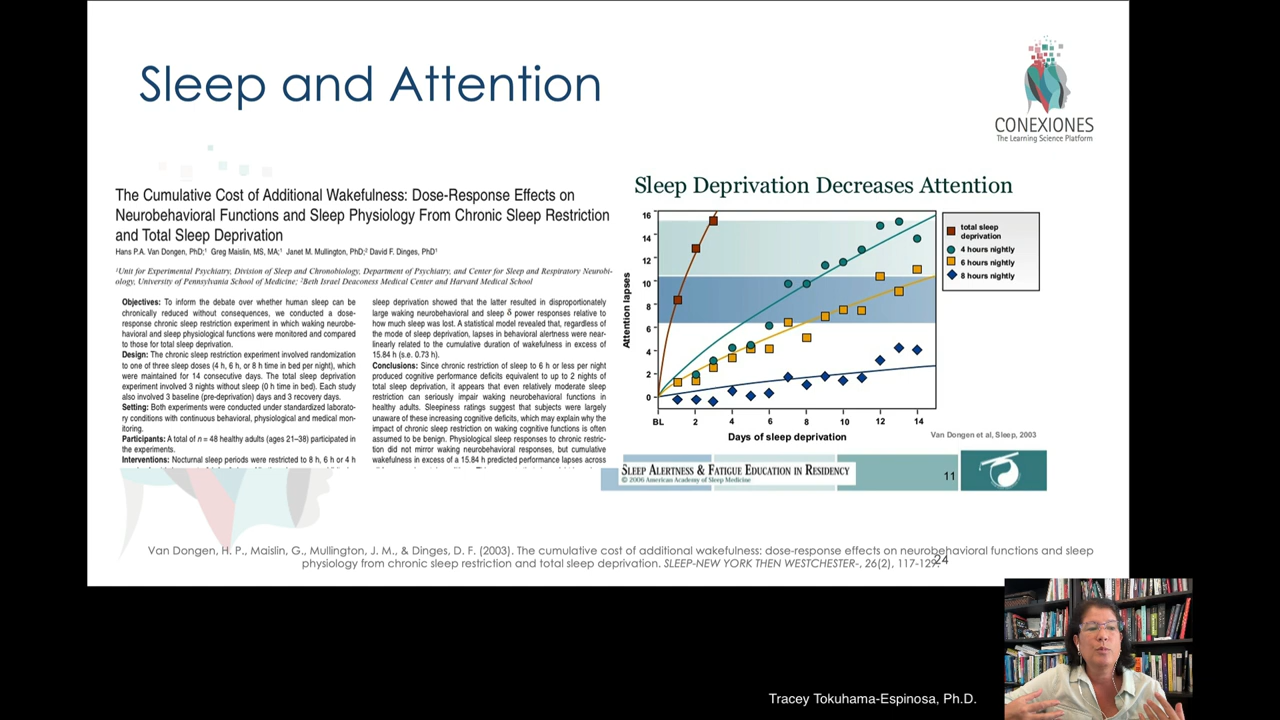 Sleep and Attention
CONEXIONES
The Learning Science Platform
The Cumulative Cost of Additional Wakefulness: Dose-Response Effects on
Neurobehavioral Functions and Sleep Physiology From Chronic Sleep Restriction
and Total Sleep Deprivation
Hans P.A. Van Dongen, PhD;1 Greg Maislin, MS, MA;1 Janet M. Mullington, PhD;2 David F. Dinges, PhD1
1Unit for Experimental Psychiatry, Division of Sleep and Chronobiology, Department of Psychiatry, and Center for Sleep and Respiratory Neurobi-
ology, University of Pennsylvania School of Medicine; 2Beth Israel Deaconess Medical Center and Harvard Medical School
Objectives: To inform the debate over whether human sleep can be
chronically reduced without consequences, we conducted a dose-
response chronic sleep restriction experiment in which waking neurobe-
havioral and sleep physiological functions were monitored and compared
to those for total sleep deprivation.
Design: The chronic sleep restriction experiment involved randomization
to one of three sleep doses (4 h, 6 h, or 8 h time in bed per night), which
were maintained for 14 consecutive days. The total sleep deprivation
experiment involved 3 nights without sleep (0 h time in bed). Each study
also involved 3 baseline (pre-deprivation) days and 3 recovery days.
Setting: Both experiments were conducted under standardized laborato-
ry conditions with continuous behavioral, physiological and medical mon-
itoring.
Participants: A total of n = 48 healthy adults (ages 21–38) participated in
the experiments.
Interventions: Nocturnal sleep periods were restricted to 8 h, 6 h or 4 h
sleep deprivation showed that the latter resulted in disproportionately
large waking neurobehavioral and sleep δ power responses relative to
how much sleep was lost. A statistical model revealed that, regardless of
the mode of sleep deprivation, lapses in behavioral alertness were near-
linearly related to the cumulative duration of wakefulness in excess of
15.84 h (s.e. 0.73 h).
Conclusions: Since chronic restriction of sleep to 6 h or less per night
produced cognitive performance deficits equivalent to up to 2 nights of
total sleep deprivation, it appears that even relatively moderate sleep
restriction can seriously impair waking neurobehavioral functions in
healthy adults. Sleepiness ratings suggest that subjects were largely
unaware of these increasing cognitive deficits, which may explain why the
impact of chronic sleep restriction on waking cognitive functions is often
assumed to be benign. Physiological sleep responses to chronic restric-
tion did not mirror waking neurobehavioral responses, but cumulative
wakefulness in excess of a 15.84 h predicted performance lapses across
Sleep Deprivation Decreases Attention
16
14
12
10
8
6
4
2
0
Attention lapses
BL 2 4 6 8 10 12 14
Days of sleep deprivation
total sleep
deprivation
4 hours nightly
6 hours nightly
8 hours nightly
Van Dongen et al, Sleep, 2003
SLEEP ALERTNESS & FATIGUE EDUCATION IN RESIDENCY
© 2006 American Academy of Sleep Medicine
11
Van Dongen, H. P., Maislin, G., Mullington, J. M., & Dinges, D. F. (2003). The cumulative cost of additional wakefulness: dose-response effects on neurobehavioral functions and sleep
physiology from chronic sleep restriction and total sleep deprivation. SLEEP-NEW YORK THEN WESTCHESTER-, 26(2), 117-129.
24
Tracey Tokuhama-Espinosa, Ph.D.